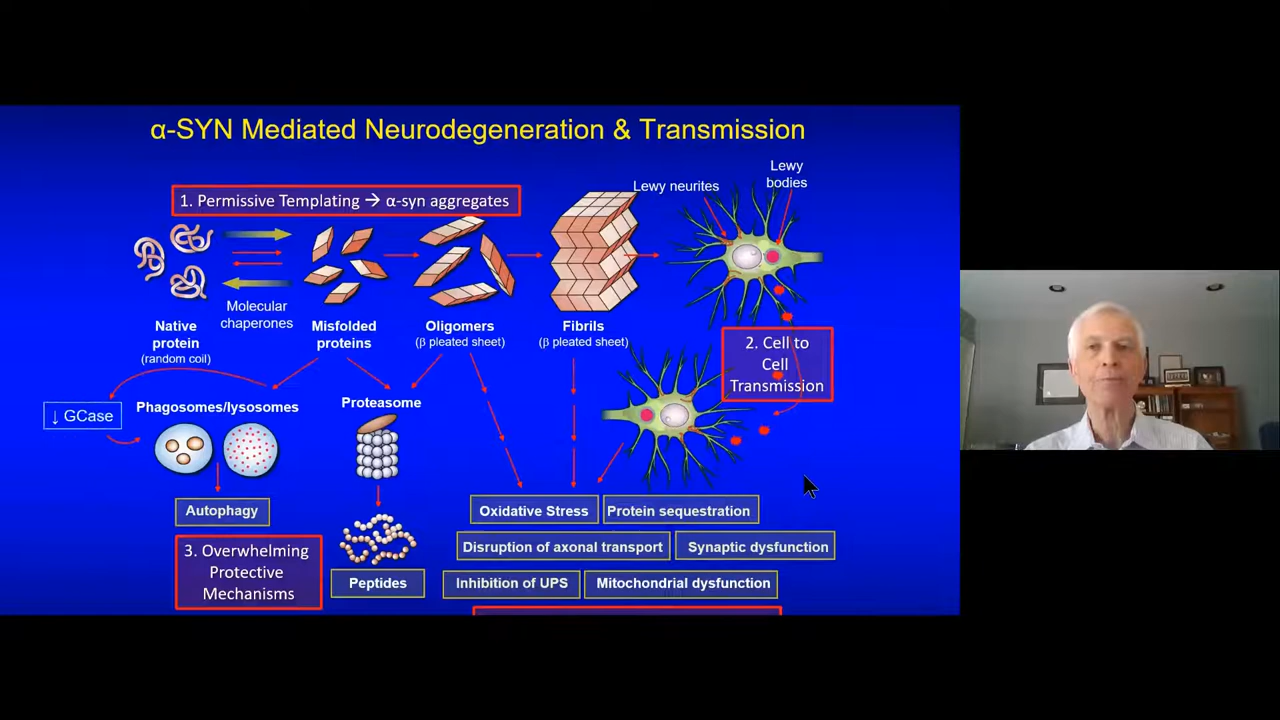 α-SYN Mediated Neurodegeneration & Transmission
Lewy
bodies
Lewy neurites
1. Permissive Templating → α-syn aggregates
Molecular
chaperones
Native
protein
(random coil)
Misfolded
proteins
Oligomers
(β pleated sheet)
Fibrils
(β pleated sheet)
2. Cell to
Cell
Transmission
↓ GCase
Phagosomes/lysosomes
Proteasome
Autophagy
3. Overwhelming
Protective
Mechanisms
Peptides
Oxidative Stress
Protein sequestration
Disruption of axonal transport
Synaptic dysfunction
Inhibition of UPS
Mitochondrial dysfunction